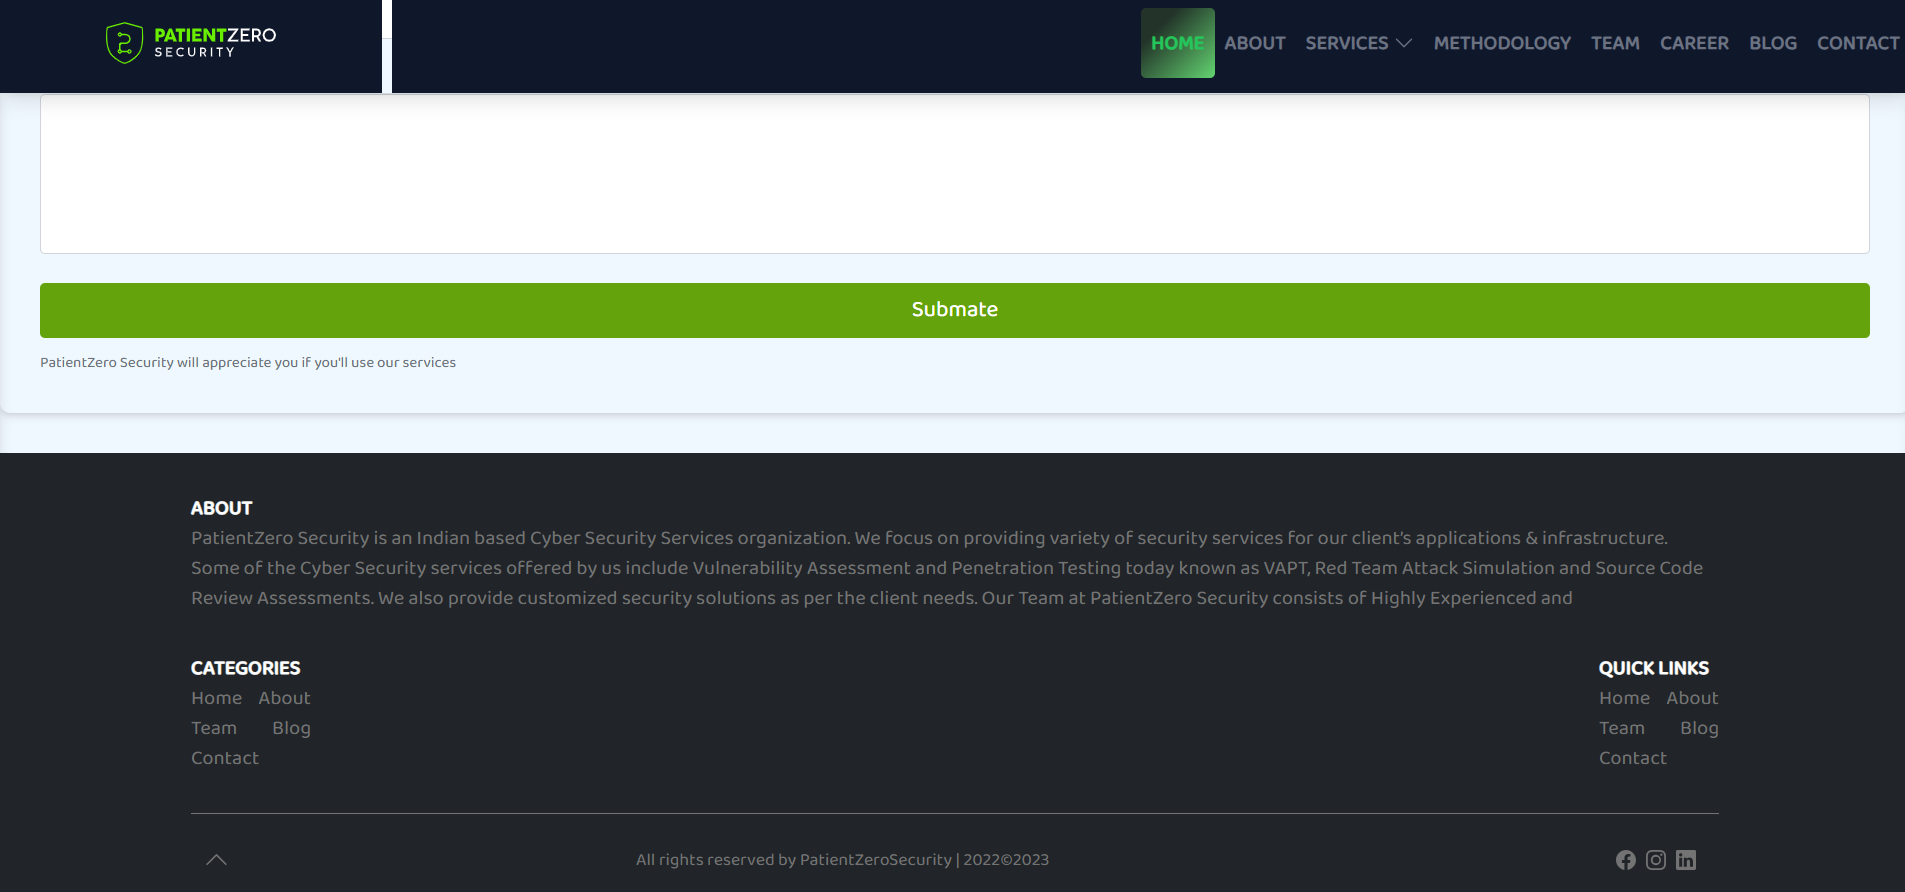 PATIENTZERO
SECURITY
HOME ABOUT SERVICES METHODOLOGY TEAM CAREER BLOG CONTACT
Submate
PatientZero Security will appreciate you if you'll use our services
ABOUT
PatientZero Security is an Indian based Cyber Security Services organization. We focus on providing variety of security services for our client's applications & infrastructure.
Some of the Cyber Security services offered by us include Vulnerability Assessment and Penetration Testing today known as VAPT, Red Team Attack Simulation and Source Code
Review Assessments. We also provide customized security solutions as per the client needs. Our Team at PatientZero Security consists of Highly Experienced and
CATEGORIES
Home About
Team Blog
Contact
QUICK LINKS
Home About
Team Blog
Contact
All rights reserved by PatientZeroSecurity | 2022©2023